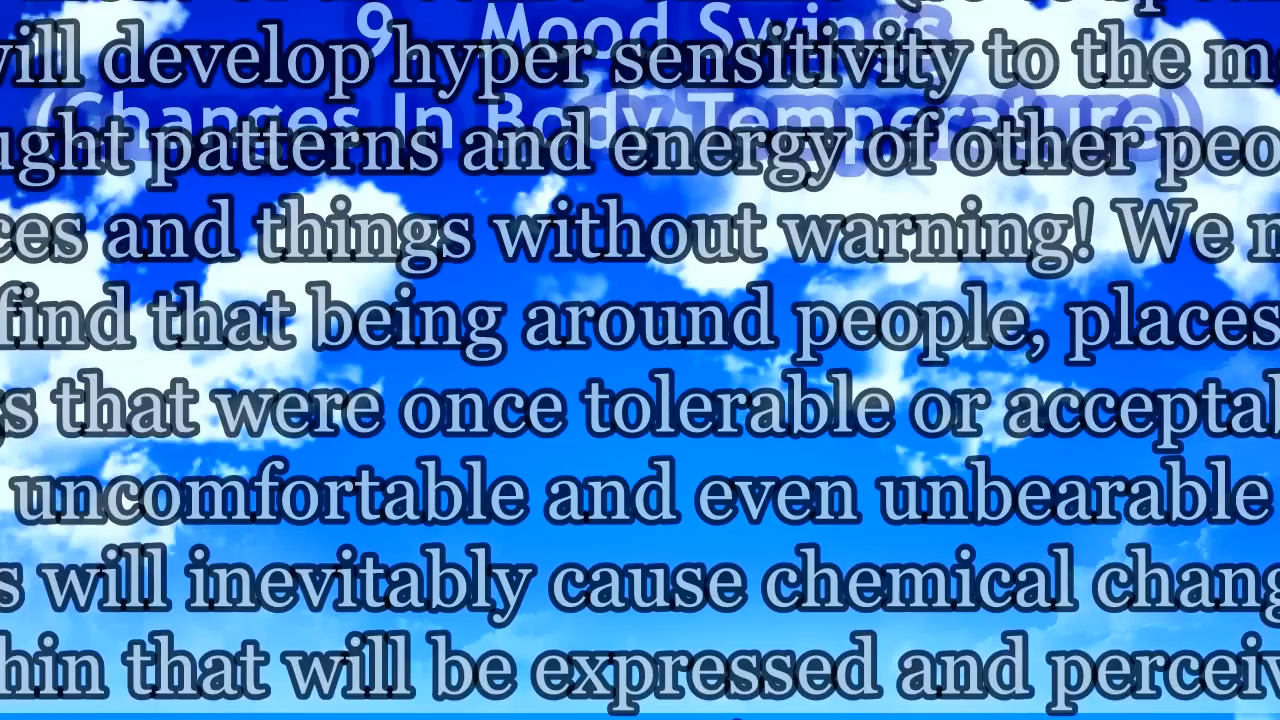 9. Mood Swings
(Changes In Body Temperature)
will develop hyper sensitivity to the m
ught patterns and energy of other peo
ces and things without warning! We
find that being around people, places
s that were once tolerable or acceptab
uncomfortable and even unbearable
s will inevitably cause chemical chang
hin that will be expressed and perceiv